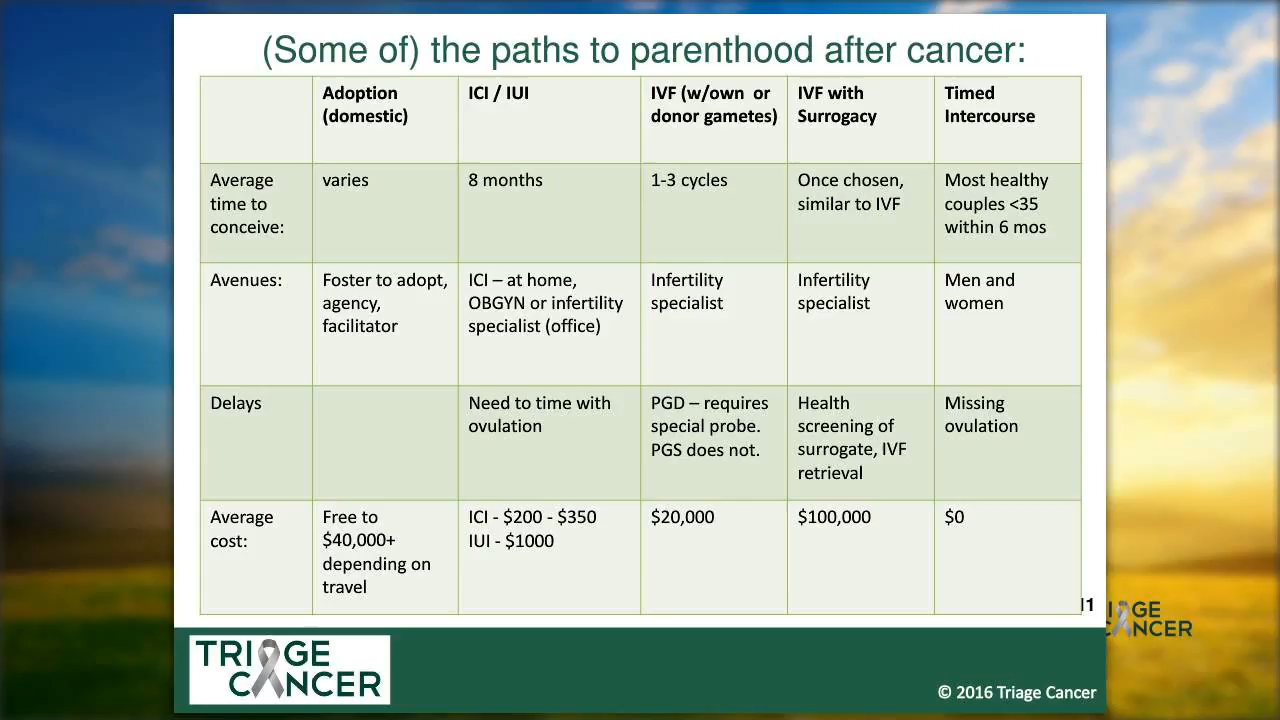 (Some of) the paths to parenthood after cancer:
Adoption (domestic)
ICI / IUI
IVF (w/own or donor gametes)
IVF with Surrogacy
Timed Intercourse
Average time to conceive:
varies
8 months
1-3 cycles
Once chosen, similar to IVF
Most healthy couples <35 within 6 mos
Avenues:
Foster to adopt, agency, facilitator
ICI – at home, OBGYN or infertility specialist (office)
Infertility specialist
Infertility specialist
Men and women
Delays
Need to time with ovulation
PGD – requires special probe. PGS does not.
Health screening of surrogate, IVF retrieval
Missing ovulation
Average cost:
Free to $40,000+ depending on travel
ICI - $200 - $350
IUI - $1000
$20,000
$100,000
$0
11
TRIAGE
CANCER
© 2016 Triage Cancer
IAGE
CANCER